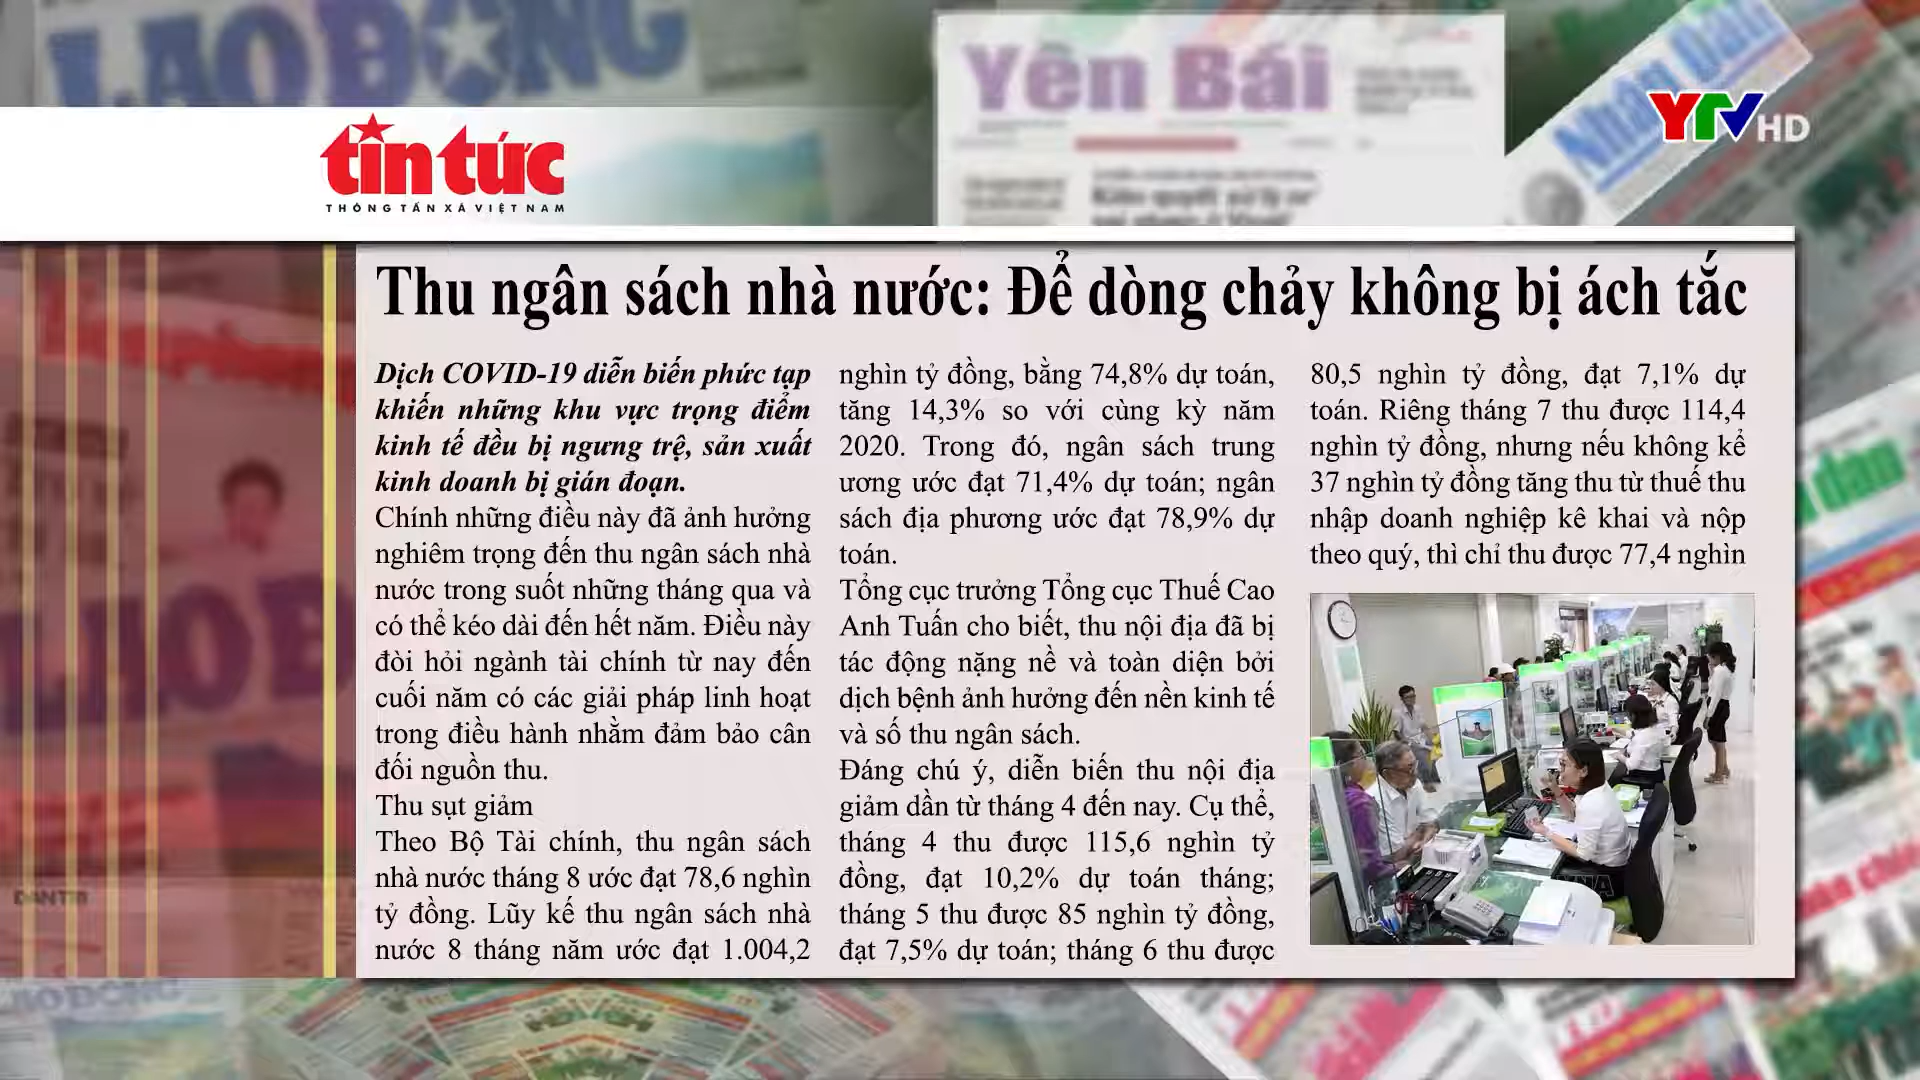 LAO ĐỘNG
Yên Bái
Nhân Dân
YTV HD
tin tức
THÔNG TẤN XÃ VIỆT NAM
Thu ngân sách nhà nước: Để dòng chảy không bị ách tắc
Dịch COVID-19 diễn biến phức tạp
khiến những khu vực trọng điểm
kinh tế đều bị ngưng trệ, sản xuất
kinh doanh bị gián đoạn.
Chính những điều này đã ảnh hưởng
nghiêm trọng đến thu ngân sách nhà
nước trong suốt những tháng qua và
có thể kéo dài đến hết năm. Điều này
đòi hỏi ngành tài chính từ nay đến
cuối năm có các giải pháp linh hoạt
trong điều hành nhằm đảm bảo cân
đối nguồn thu.
Thu sụt giảm
Theo Bộ Tài chính, thu ngân sách
nhà nước tháng 8 ước đạt 78,6 nghìn
tỷ đồng. Lũy kế thu ngân sách nhà
nước 8 tháng năm ước đạt 1.004,2
nghìn tỷ đồng, bằng 74,8% dự toán,
tăng 14,3% so với cùng kỳ năm
2020. Trong đó, ngân sách trung
ương ước đạt 71,4% dự toán; ngân
sách địa phương ước đạt 78,9% dự
toán.
Tổng cục trưởng Tổng cục Thuế Cao
Anh Tuấn cho biết, thu nội địa đã bị
tác động nặng nề và toàn diện bởi
dịch bệnh ảnh hưởng đến nền kinh tế
và số thu ngân sách.
Đáng chú ý, diễn biến thu nội địa
giảm dần từ tháng 4 đến nay. Cụ thể,
tháng 4 thu được 115,6 nghìn tỷ
đồng, đạt 10,2% dự toán tháng;
tháng 5 thu được 85 nghìn tỷ đồng,
đạt 7,5% dự toán; tháng 6 thu được
80,5 nghìn tỷ đồng, đạt 7,1% dự
toán. Riêng tháng 7 thu được 114,4
nghìn tỷ đồng, nhưng nếu không kể
37 nghìn tỷ đồng tăng thu từ thuế thu
nhập doanh nghiệp kê khai và nộp
theo quý, thì chỉ thu được 77,4 nghìn
LAO ĐỘNG
DANTRI
LAO ĐỘNG